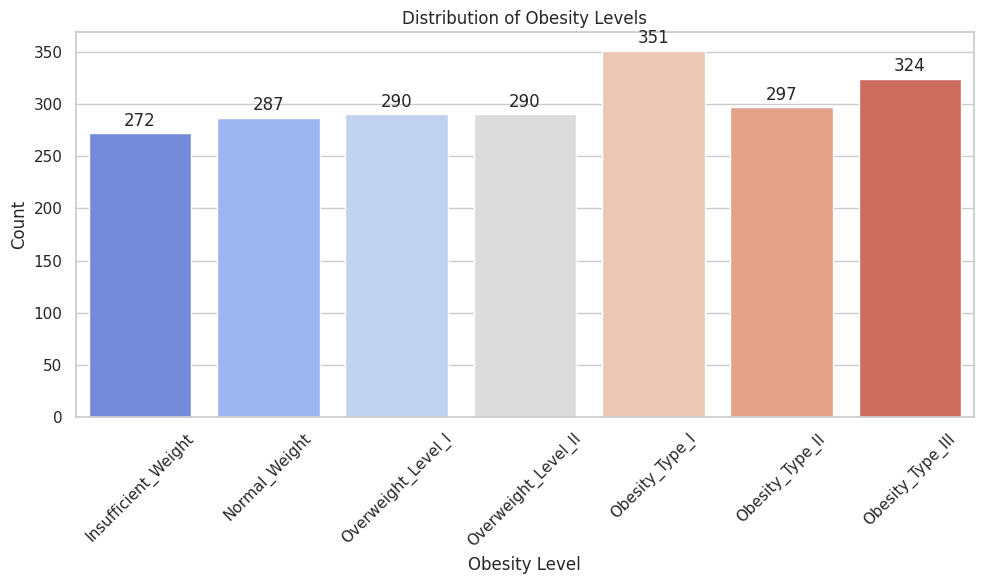 Distribution of Obesity Levels
Count
350
300
250
200
150
100
50
0
272
287
290
290
351
297
324
Insufficient_Weight
Normal_Weight
Overweight_Level_I
Overweight_Level_II
Obesity_Type_I
Obesity_Type_II
Obesity_Type_III
Obesity Level